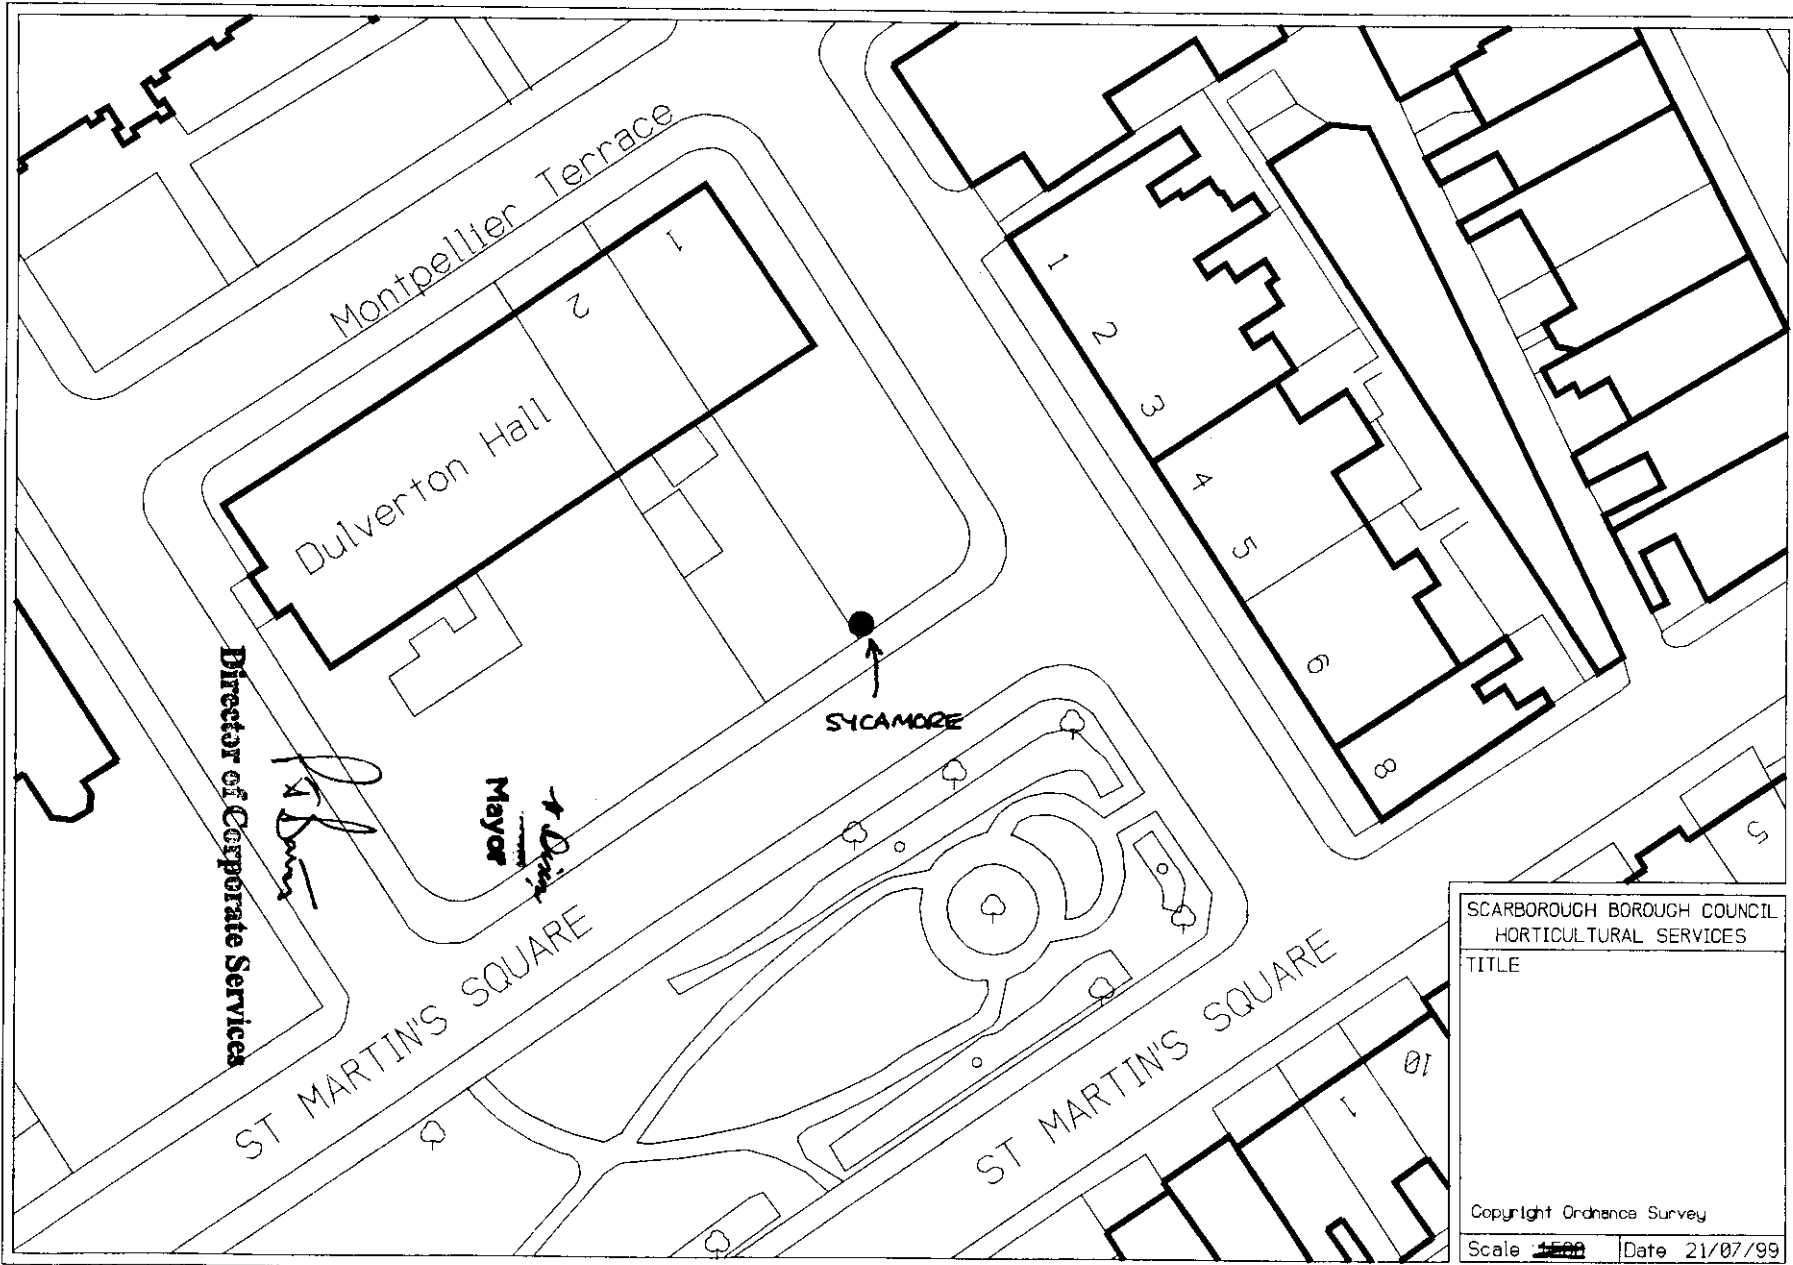 Montpellier Terrace
1
2
Dulverton Hall
1
2
3
4
5
6
8
SYCAMORE
Director of Corporate Services
Mayor
ST MARTIN'S SQUARE
ST MARTIN'S SQUARE
5
10
1
SCARBOROUGH BOROUGH COUNCIL
HORTICULTURAL SERVICES
TITLE
Copyright Ordnance Survey
Scale
Date 21/07/99